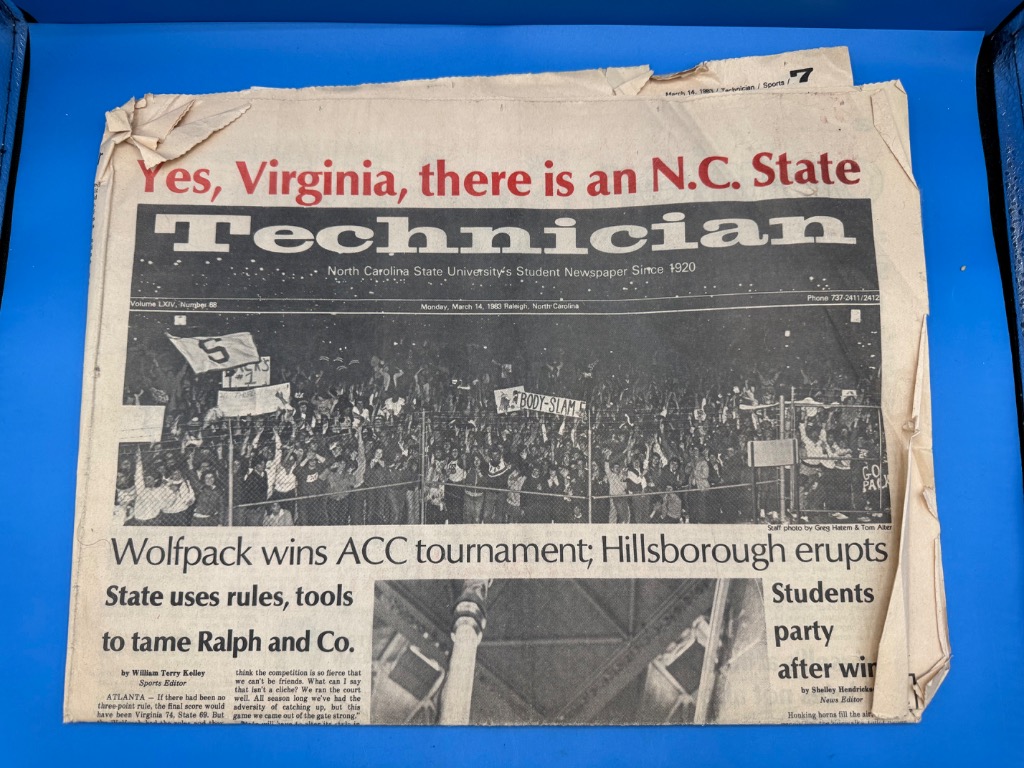 March 14, 1983 / Technician / Sports / 7
Yes, Virginia, there is an N.C. State
Technician
North Carolina State University's Student Newspaper Since 1920
Volume LXIV, Number 68
Monday, March 14, 1983 Raleigh, North Carolina
Phone 737-2411/2412
S
BODY-SLAM
GO
PACK
Staff photo by Greg Hatem & Tom Alter
Wolfpack wins ACC tournament; Hillsborough erupts
State uses rules, tools
to tame Ralph and Co.
by William Terry Kelley
Sports Editor
ATLANTA — If there had been no
three-point rule, the final score would
have been Virginia 74, State 69. But
think the competition is so fierce that
we can't be friends. What can I say
that isn't a cliche? We ran the court
well. All season long we've had the
adversity of catching up, but this
game we came out of the gate strong."
Students
party
after win
by Shelley Hendrick
News Editor
Honking horns fill the air,